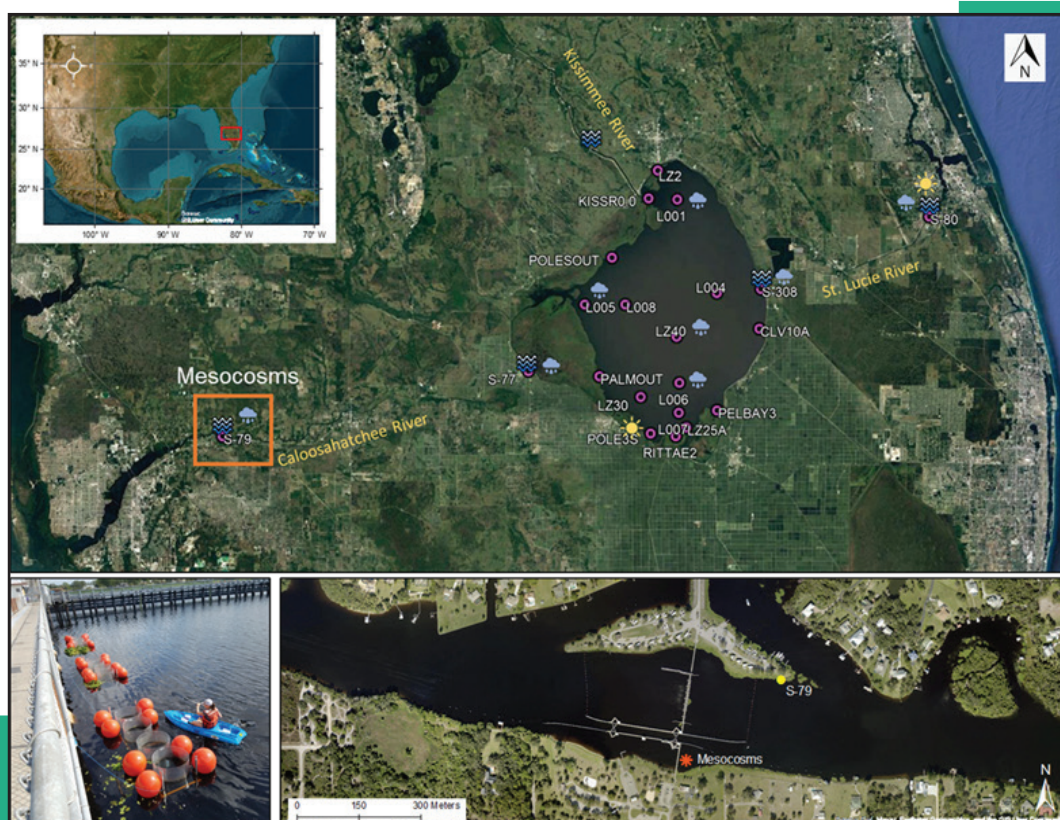 35° N
30° N
25° N
20° N
100° W
90° W
80° W
70° W
N
Kissimmee River
LZ2
KISSR0.0
L001
S-80
POLESOUT
St. Lucie River
L004
S-308
L005
L008
CLV10A
LZ40
S-77
PALMOUT
Mesocosms
L006
LZ30
PELBAY3
S-79
L007
LZ25A
POLE3S
RITTAE2
Caloosahatchee River
S-79
Mesocosms
N
0 150 300 Meters